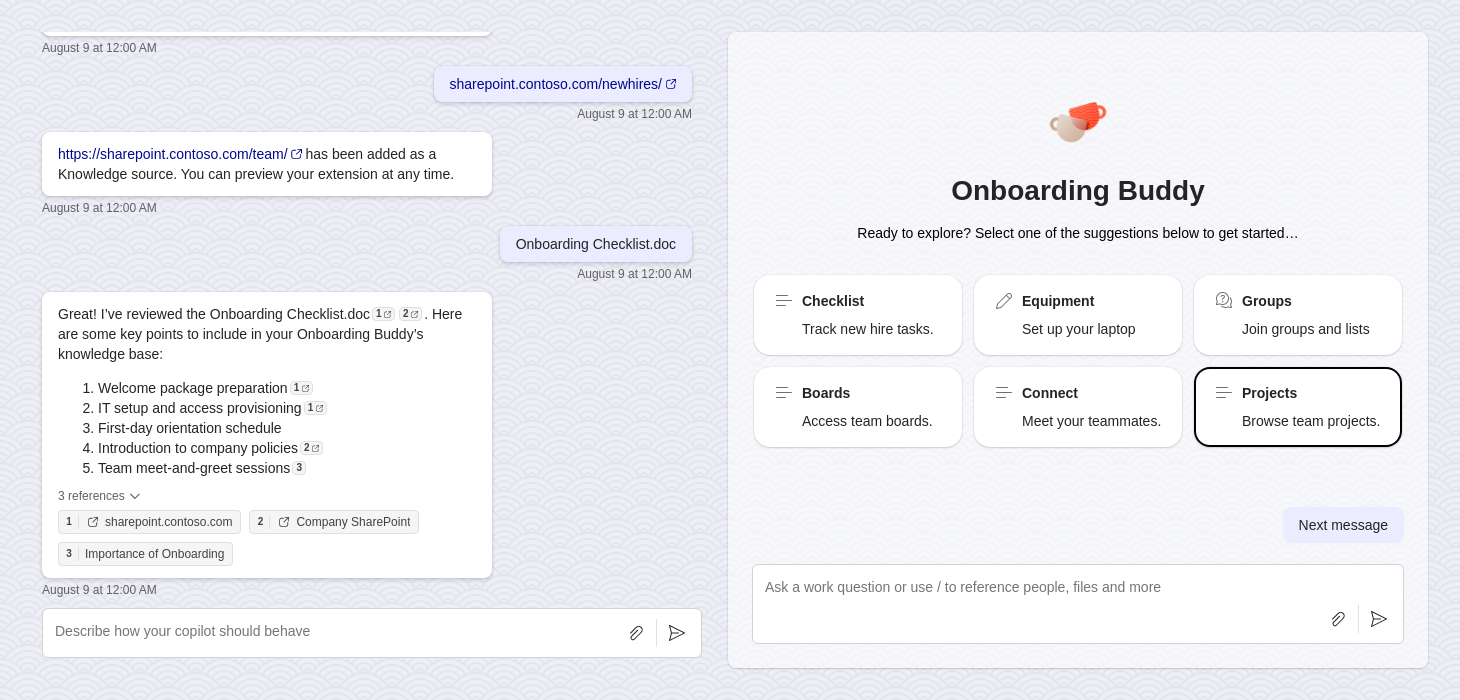 August 9 at 12:00 AM
sharepoint.contoso.com/newhires/
August 9 at 12:00 AM
https://sharepoint.contoso.com/team/ has been added as a
Knowledge source. You can preview your extension at any time.
August 9 at 12:00 AM
Onboarding Checklist.doc
August 9 at 12:00 AM
Great! I’ve reviewed the Onboarding Checklist.doc 1 2 . Here
are some key points to include in your Onboarding Buddy’s
knowledge base:
1. Welcome package preparation 1
2. IT setup and access provisioning 1
3. First-day orientation schedule
4. Introduction to company policies 2
5. Team meet-and-greet sessions 3
3 references
1 sharepoint.contoso.com 2 Company SharePoint
3 Importance of Onboarding
August 9 at 12:00 AM
Describe how your copilot should behave
Onboarding Buddy
Ready to explore? Select one of the suggestions below to get started…
Checklist
Track new hire tasks.
Equipment
Set up your laptop
Groups
Join groups and lists
Boards
Access team boards.
Connect
Meet your teammates.
Projects
Browse team projects.
Next message
Ask a work question or use / to reference people, files and more